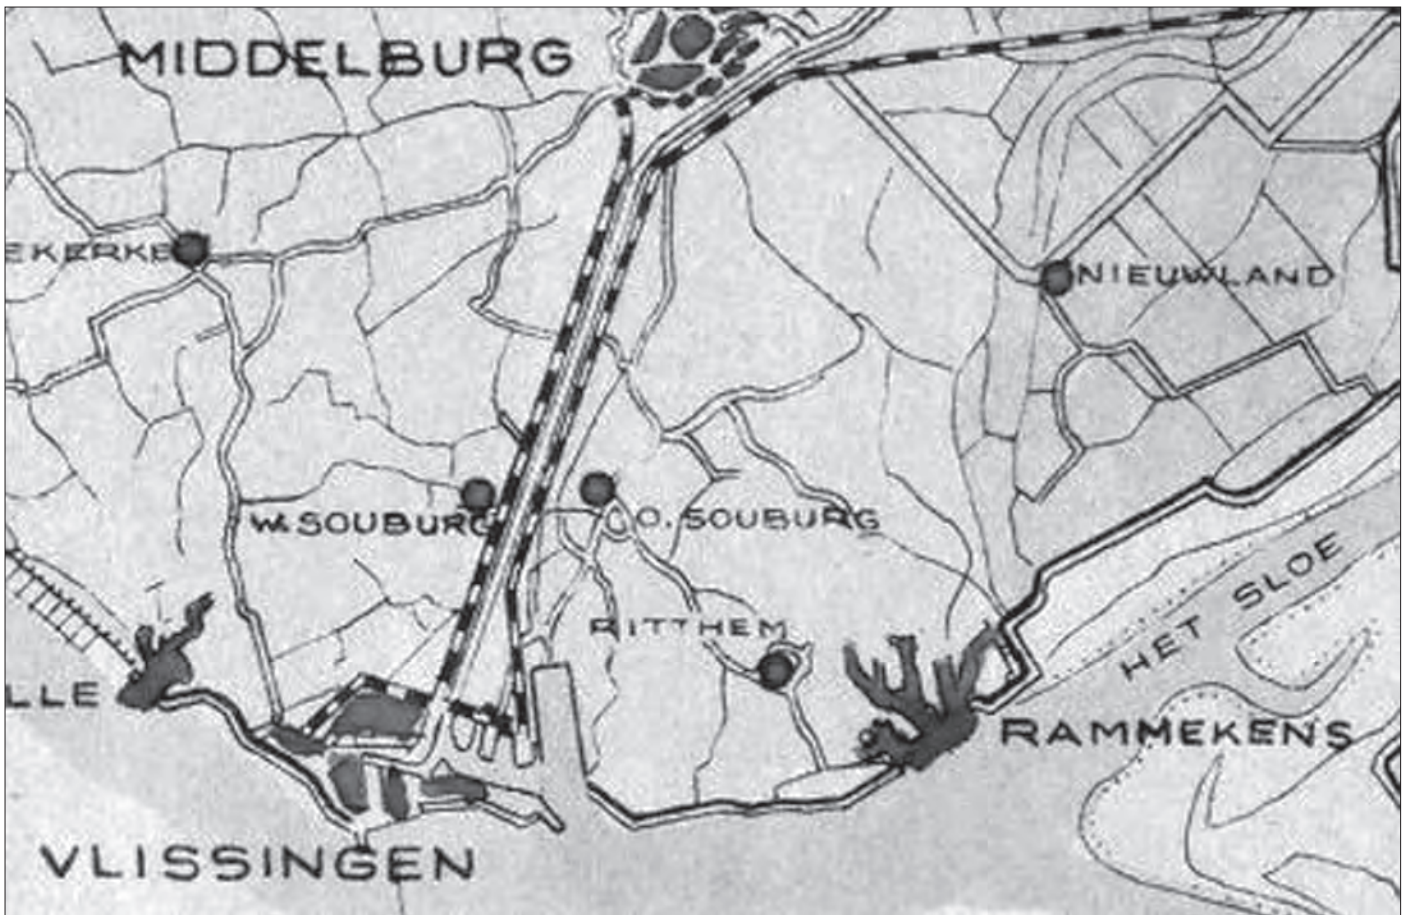 MIDDELBURG
EKERKE
NIEUWLAND
W. SOUBURG
O. SOUBURG
HET SLOE
RITTHEM
LLE
RAMMEKENS
VLISSINGEN